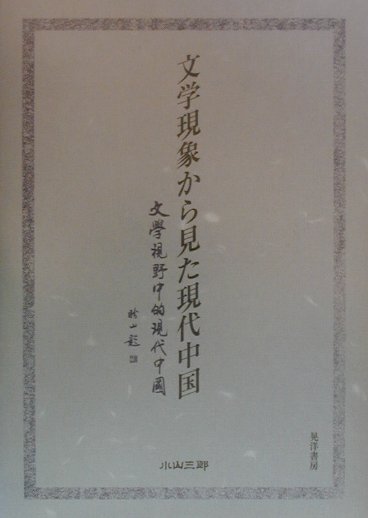 文学現象から見た現代中国
文學視野中的現代中國
小山三郎
晃洋書房